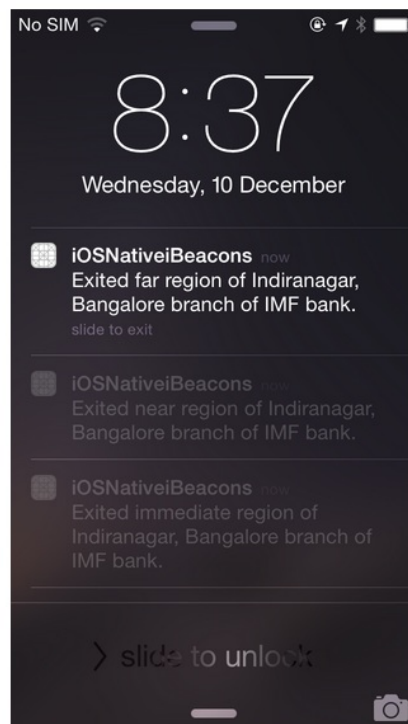 No SIM
8:37
Wednesday, 10 December
iOSNativeiBeacons now
Exited far region of Indiranagar,
Bangalore branch of IMF bank.
slide to exit
iOSNativeiBeacons now
Exited near region of Indiranagar,
Bangalore branch of IMF bank.
iOSNativeiBeacons now
Exited immediate region of
Indiranagar, Bangalore branch of
IMF bank.
slide to unlock